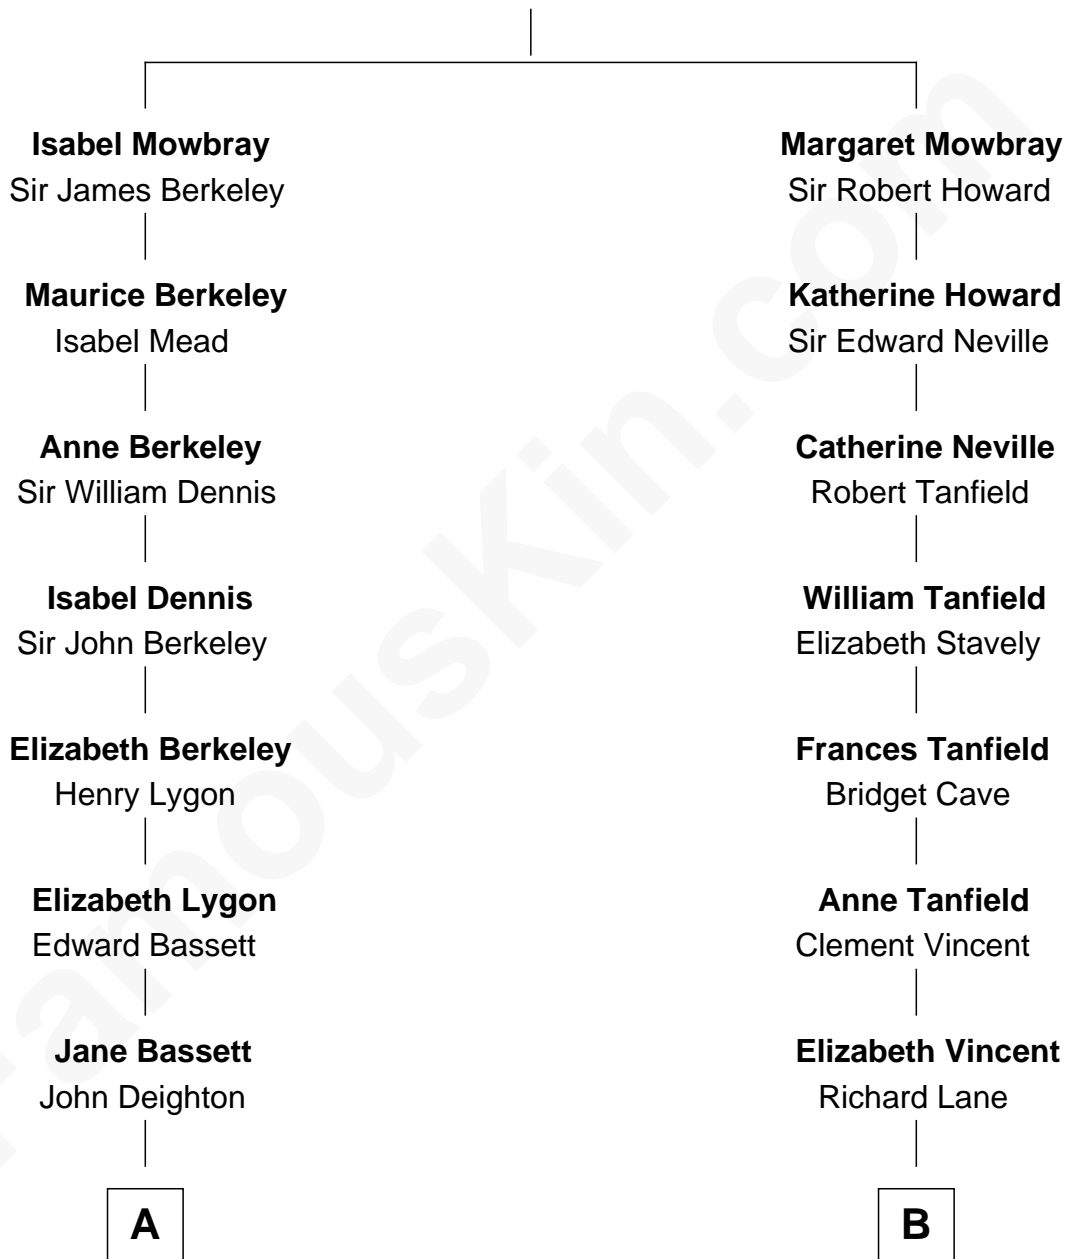 Isabel Mowbray
Sir James Berkeley
Maurice Berkeley
Isabel Mead
Anne Berkeley
Sir William Dennis
Isabel Dennis
Sir John Berkeley
Elizabeth Berkeley
Henry Lygon
Elizabeth Lygon
Edward Bassett
Jane Bassett
John Deighton
A
Margaret Mowbray
Sir Robert Howard
Katherine Howard
Sir Edward Neville
Catherine Neville
Robert Tanfield
William Tanfield
Elizabeth Stavely
Frances Tanfield
Bridget Cave
Anne Tanfield
Clement Vincent
Elizabeth Vincent
Richard Lane
B
FamousKin.com